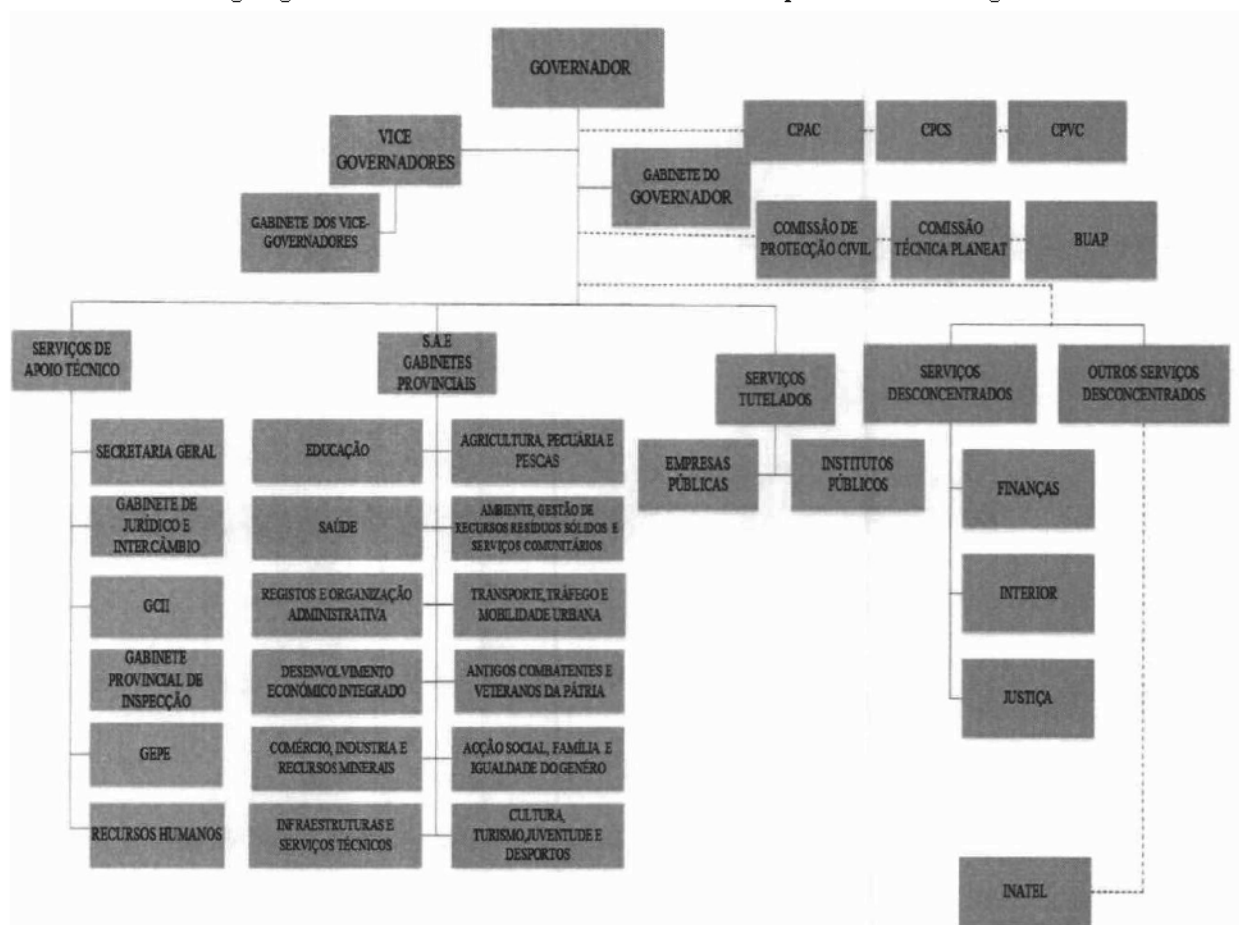 GOVERNADOR
VICE
GOVERNADORES
GABINETE DOS VICE-
GOVERNADORES
GABINETE DO
GOVERNADOR
CPAC
CPCS
CPVC
COMISSÃO DE
PROTECÇÃO CIVIL
COMISSÃO
TÉCNICA PLANEAT
BUAP
SERVIÇOS DE
APOIO TÉCNICO
SECRETARIA GERAL
GABINETE DE
JURÍDICO E
INTERCÂMBIO
GCII
GABINETE
PROVINCIAL DE
INSPECÇÃO
GEPE
RECURSOS HUMANOS
S.A.E
GABINETES
PROVINCIAIS
EDUCAÇÃO
SAÚDE
REGISTOS E ORGANIZAÇÃO
ADMINISTRATIVA
DESENVOLVIMENTO
ECONÓMICO INTEGRADO
COMÉRCIO, INDUSTRIA E
RECURSOS MINERAIS
INFRAESTRUTURAS E
SERVIÇOS TÉCNICOS
AGRICULTURA, PECUÁRIA E
PESCAS
AMBIENTE, GESTÃO DE
RECURSOS RESÍDUOS SÓLIDOS E
SERVIÇOS COMUNITÁRIOS
TRANSPORTE, TRÁFEGO E
MOBILIDADE URBANA
ANTIGOS COMBATENTES E
VETERANOS DA PÁTRIA
ACÇÃO SOCIAL, FAMÍLIA E
IGUALDADE DO GENÉRO
CULTURA,
TURISMO,JUVENTUDE E
DESPORTOS
SERVIÇOS
TUTELADOS
EMPRESAS
PÚBLICAS
INSTITUTOS
PÚBLICOS
SERVIÇOS
DESCONCENTRADOS
FINANÇAS
INTERIOR
JUSTIÇA
OUTROS SERVIÇOS
DESCONCENTRADOS
INATEL